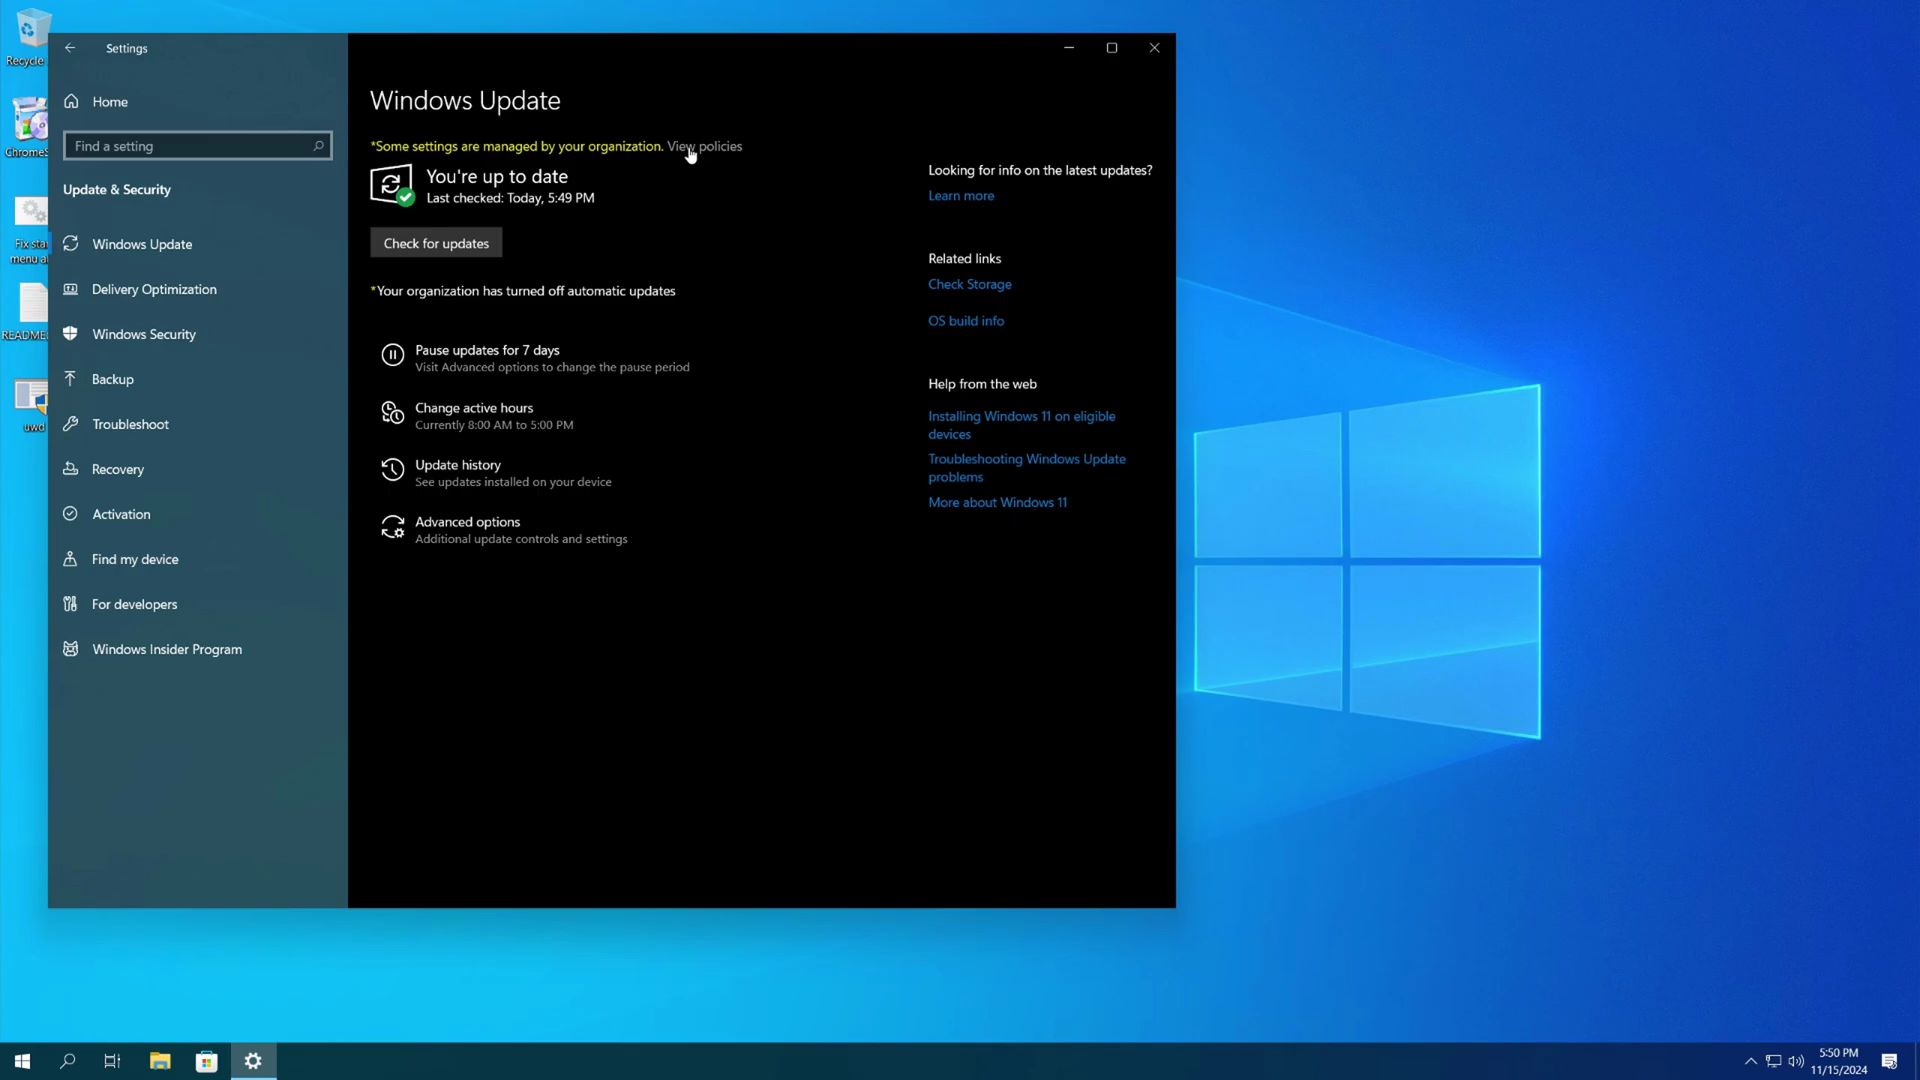 Recycle
ChromeS
Fix star
menu a
README
uwd
Settings
Home
Find a setting
Update & Security
Windows Update
Delivery Optimization
Windows Security
Backup
Troubleshoot
Recovery
Activation
Find my device
For developers
Windows Insider Program
Windows Update
*Some settings are managed by your organization. View policies
You're up to date
Last checked: Today, 5:49 PM
Check for updates
*Your organization has turned off automatic updates
Pause updates for 7 days
Visit Advanced options to change the pause period
Change active hours
Currently 8:00 AM to 5:00 PM
Update history
See updates installed on your device
Advanced options
Additional update controls and settings
Looking for info on the latest updates?
Learn more
Related links
Check Storage
OS build info
Help from the web
Installing Windows 11 on eligible
devices
Troubleshooting Windows Update
problems
More about Windows 11
5:50 PM
11/15/2024